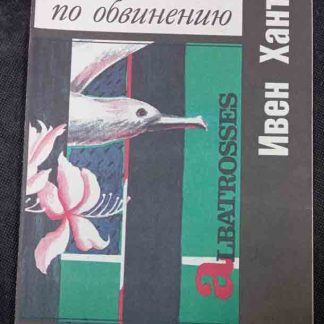 по обвинению
aLBATROSSES
Ивен Хант